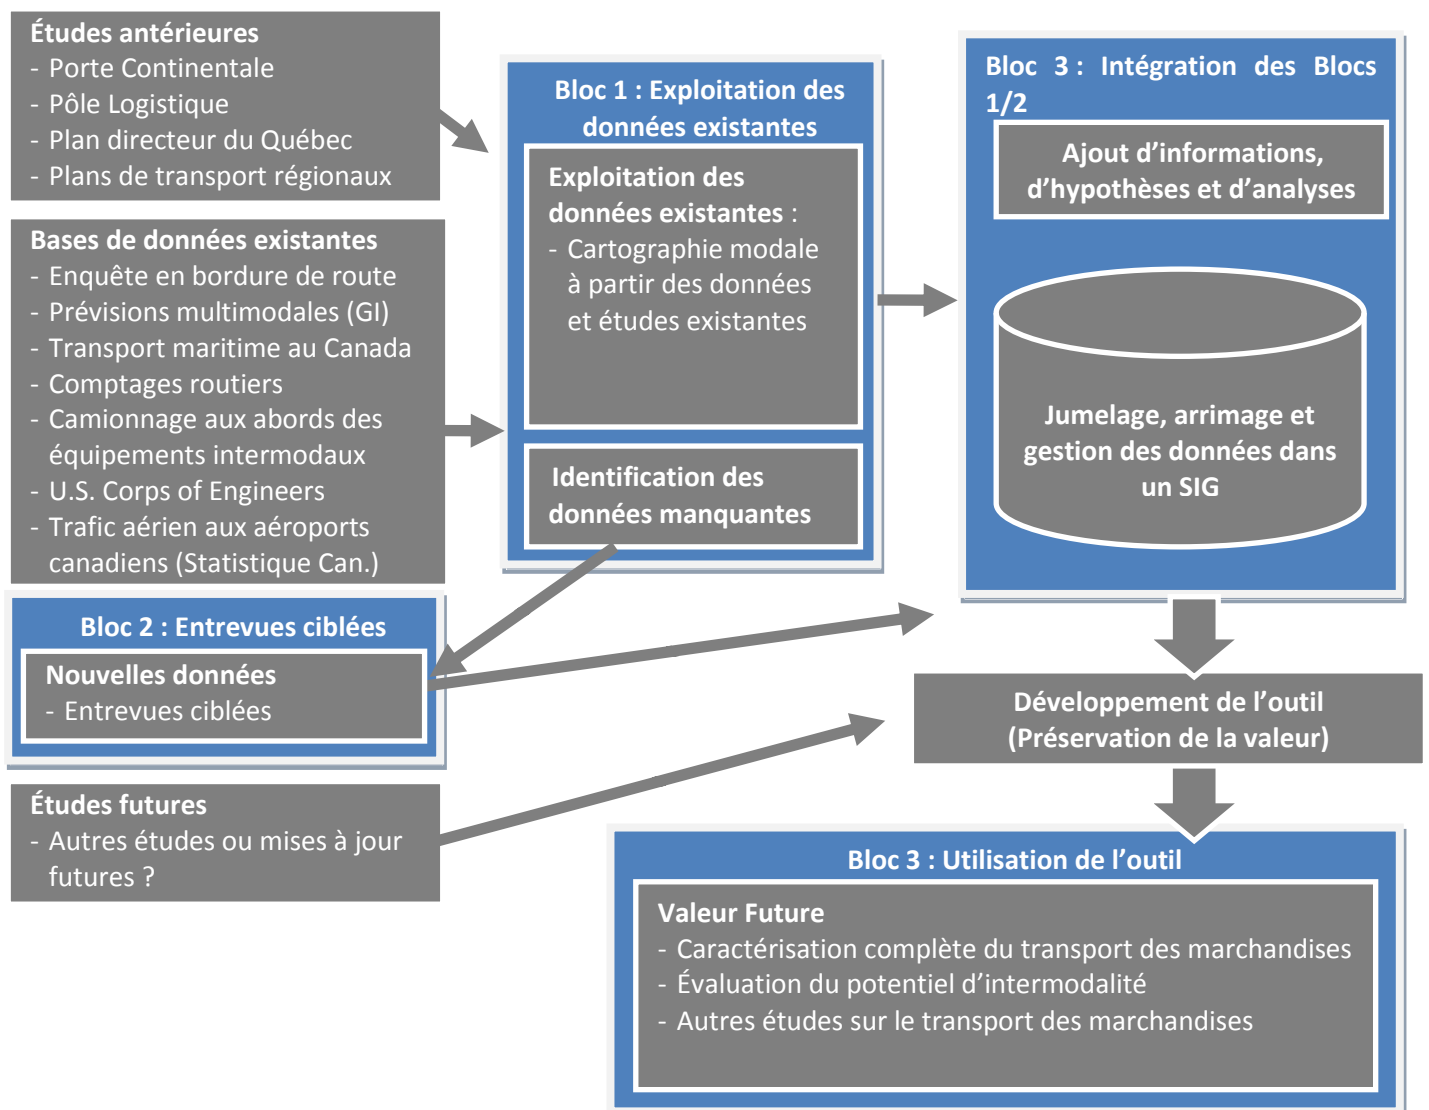 Études antérieures
- Porte Continentale
- Pôle Logistique
- Plan directeur du Québec
- Plans de transport régionaux
Bases de données existantes
- Enquête en bordure de route
- Prévisions multimodales (GI)
- Transport maritime au Canada
- Comptages routiers
- Camionnage aux abords des
équipements intermodaux
- U.S. Corps of Engineers
- Trafic aérien aux aéroports
canadiens (Statistique Can.)
Bloc 1 : Exploitation des
données existantes
Exploitation des
données existantes :
- Cartographie modale
à partir des données
et études existantes
Identification des
données manquantes
Bloc 2 : Entrevues ciblées
Nouvelles données
- Entrevues ciblées
Études futures
- Autres études ou mises à jour
futures ?
Bloc 3 : Intégration des Blocs
1/2
Ajout d’informations,
d’hypothèses et d’analyses
Jumelage, arrimage et
gestion des données dans
un SIG
Développement de l’outil
(Préservation de la valeur)
Bloc 3 : Utilisation de l’outil
Valeur Future
- Caractérisation complète du transport des marchandises
- Évaluation du potentiel d’intermodalité
- Autres études sur le transport des marchandises